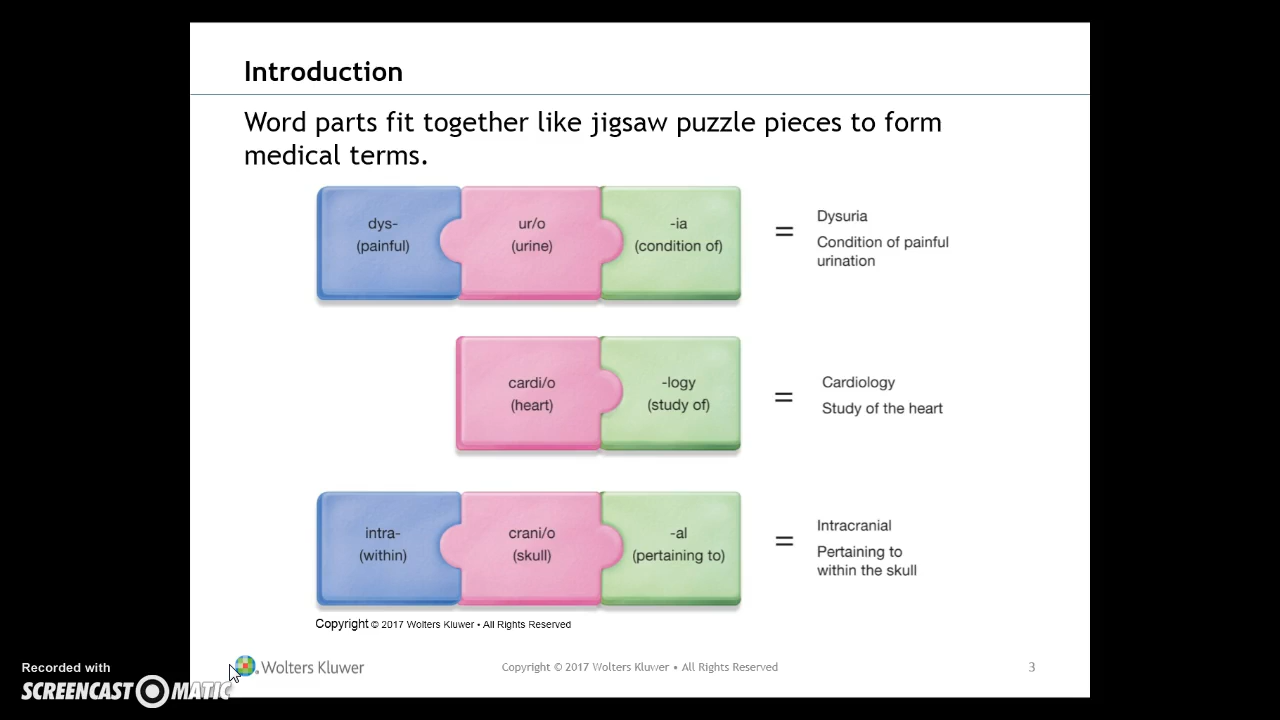 Introduction
Word parts fit together like jigsaw puzzle pieces to form
medical terms.
dys-
(painful)
ur/o
(urine)
-ia
(condition of)
=
Dysuria
Condition of painful
urination
cardi/o
(heart)
-logy
(study of)
=
Cardiology
Study of the heart
intra-
(within)
crani/o
(skull)
-al
(pertaining to)
=
Intracranial
Pertaining to
within the skull
Copyright © 2017 Wolters Kluwer • All Rights Reserved
Recorded with
SCREENCAST MATIC
Wolters Kluwer
Copyright © 2017 Wolters Kluwer • All Rights Reserved
3